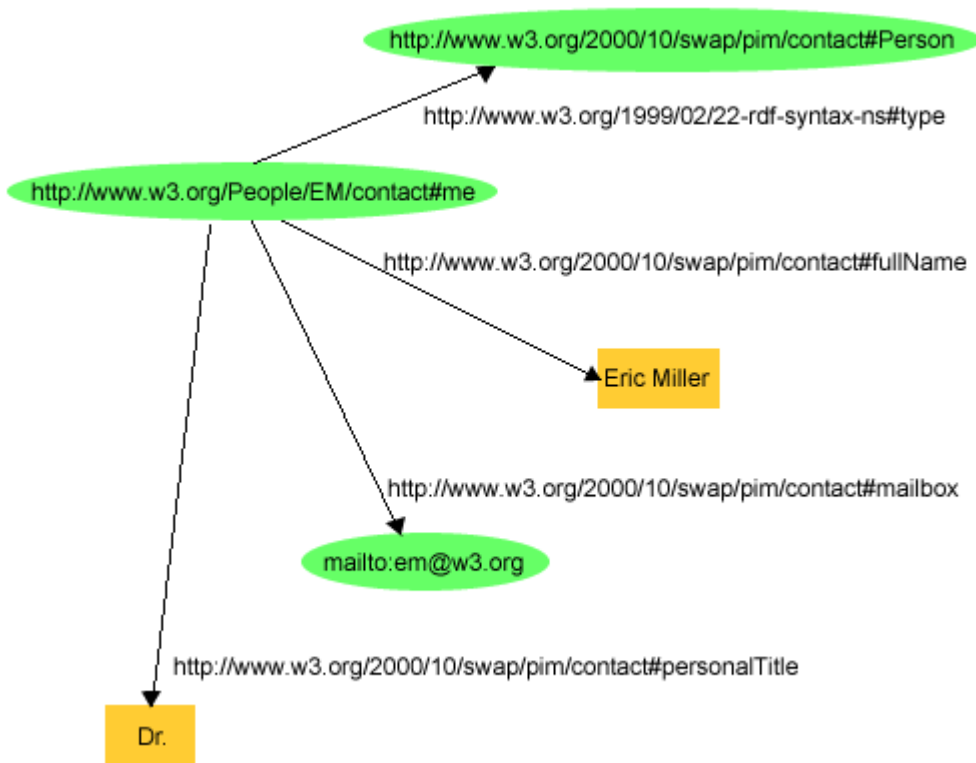 http://www.w3.org/2000/10/swap/pim/contact#Person
http://www.w3.org/1999/02/22-rdf-syntax-ns#type
http://www.w3.org/People/EM/contact#me
http://www.w3.org/2000/10/swap/pim/contact#fullName
Eric Miller
http://www.w3.org/2000/10/swap/pim/contact#mailbox
mailto:em@w3.org
http://www.w3.org/2000/10/swap/pim/contact#personalTitle
Dr.